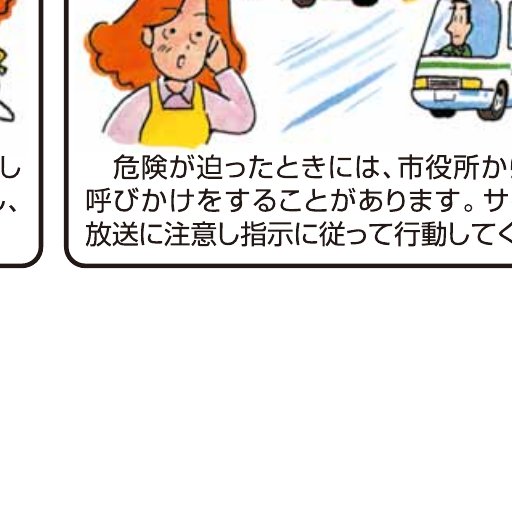 し
し、
危険が迫ったときには、市役所か
呼びかけをすることがあります。サ
放送に注意し指示に従って行動してく